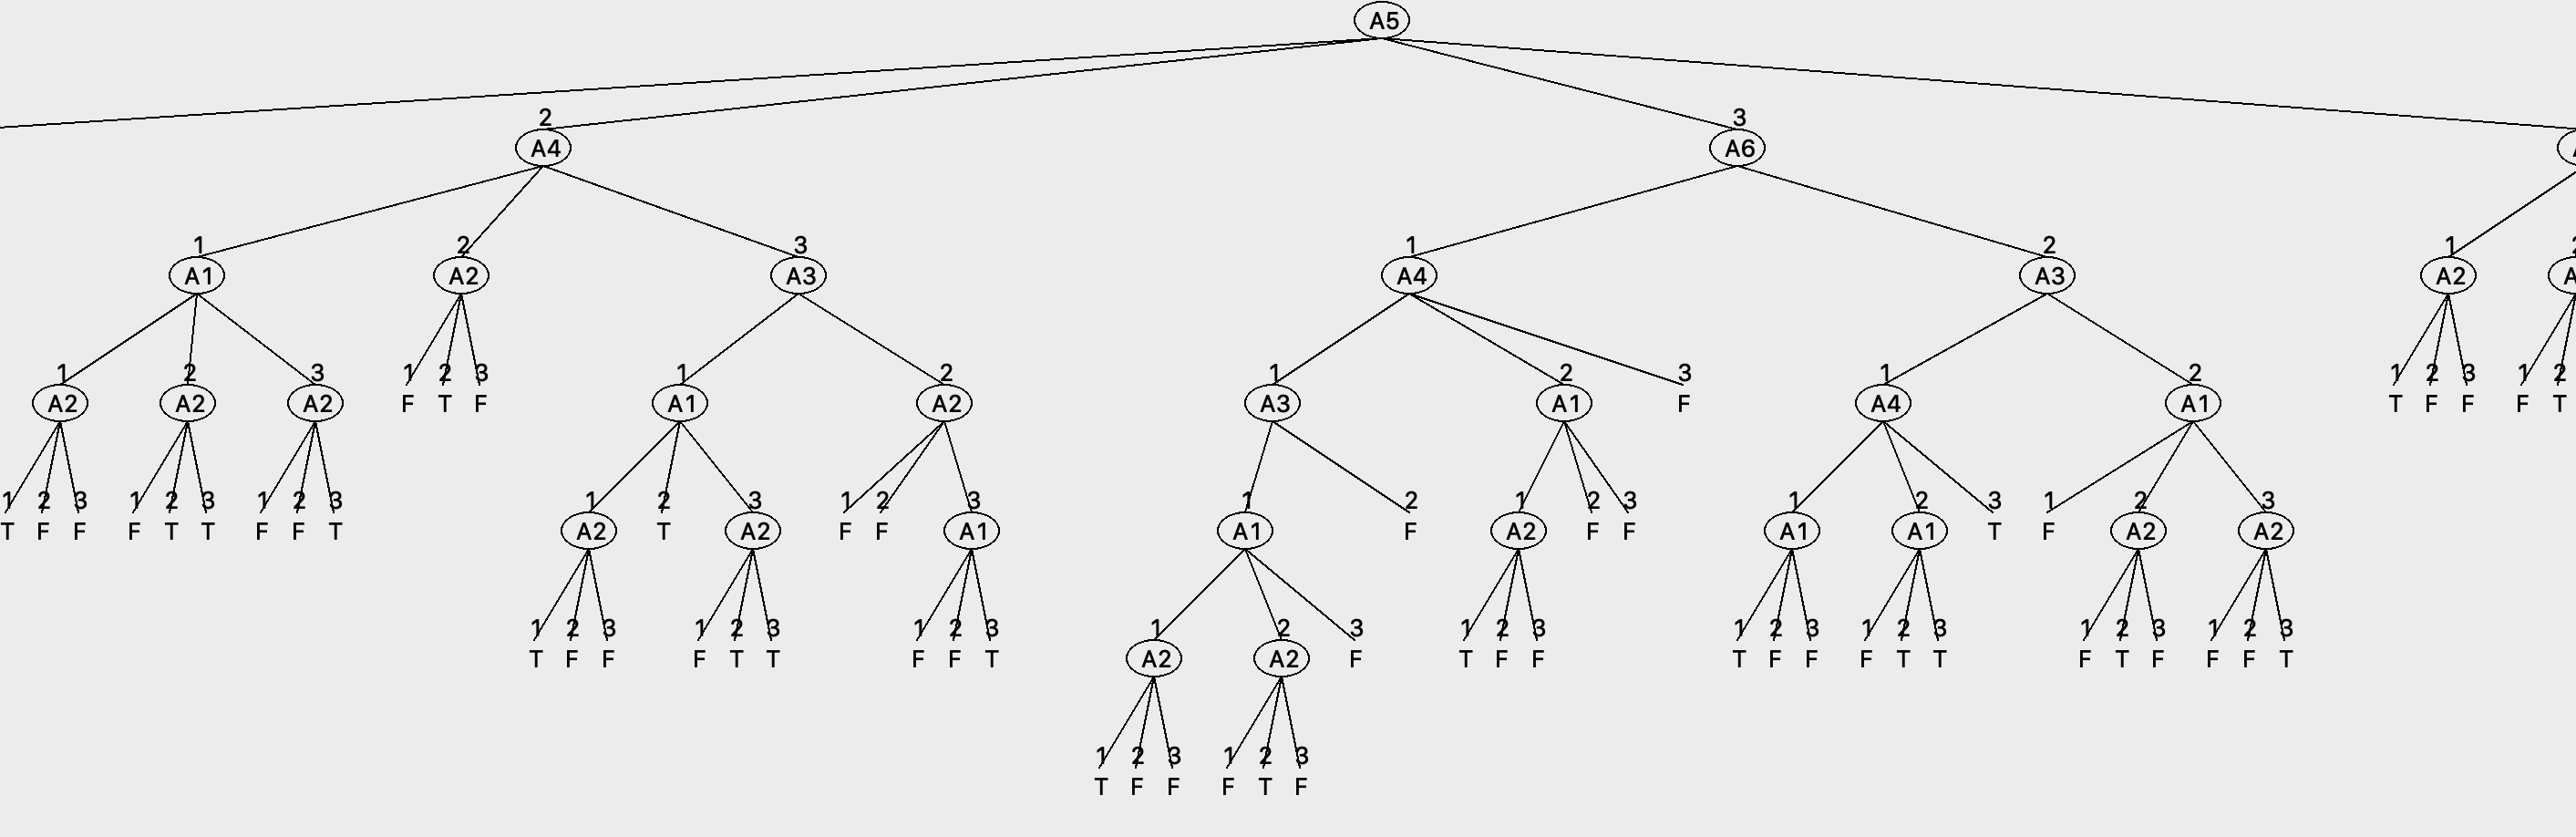 A5
2 3
A4 A6
1 2 3 1 2 1
A1 A2 A3 A4 A3 A2
1 2 3 1 2 3 1 2 1 2 3 1 2 1 2 3 1 2
A2 A2 A2 F T F A1 A2 A3 A1 F A4 A1 T F F F T
1 2 3 1 2 3 1 2 3 1 2 3 1 2 3 1 2 1 2 3 1 2 3 1 2 3
T F F F T T F F T A2 T A2 F F A1 A1 F A2 F F A1 A1 T F A2 A2
1 2 3 1 2 3 1 2 3 1 2 3 1 2 3 1 2 3 1 2 3 1 2 3 1 2 3
T F F F T T F F T A2 A2 F T F F T F F F T T F T F F F T
1 2 3 1 2 3
T F F F T F